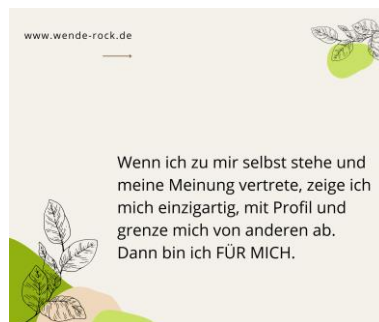 www.wende-rock.de
Wenn ich zu mir selbst stehe und
meine Meinung vertrete, zeige ich
mich einzigartig, mit Profil und
grenze mich von anderen ab.
Dann bin ich FÜR MICH.